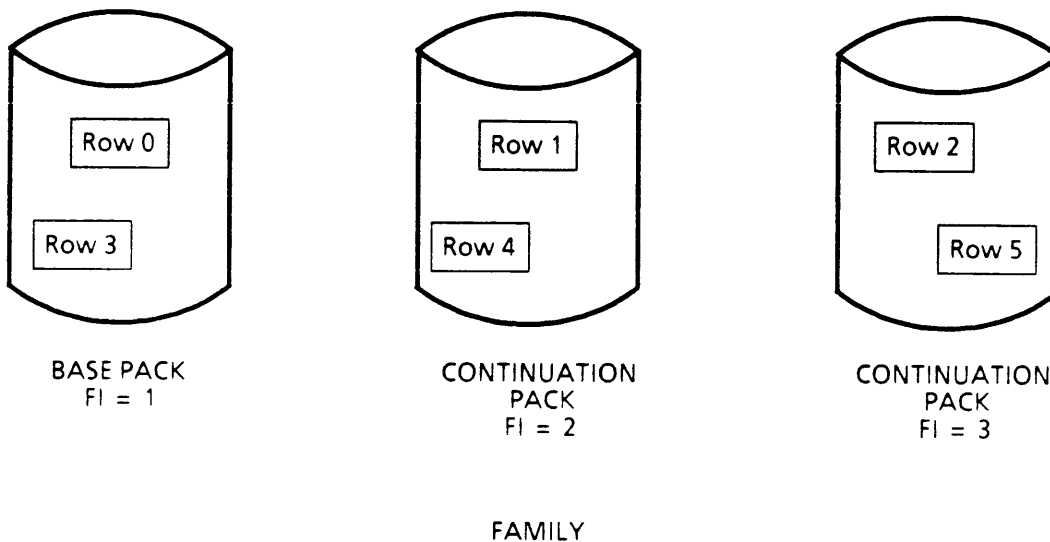 Row 0
Row 3
BASE PACK
FI = 1
Row 1
Row 4
CONTINUATION
PACK
FI = 2
Row 2
Row 5
CONTINUATION
PACK
FI = 3
FAMILY